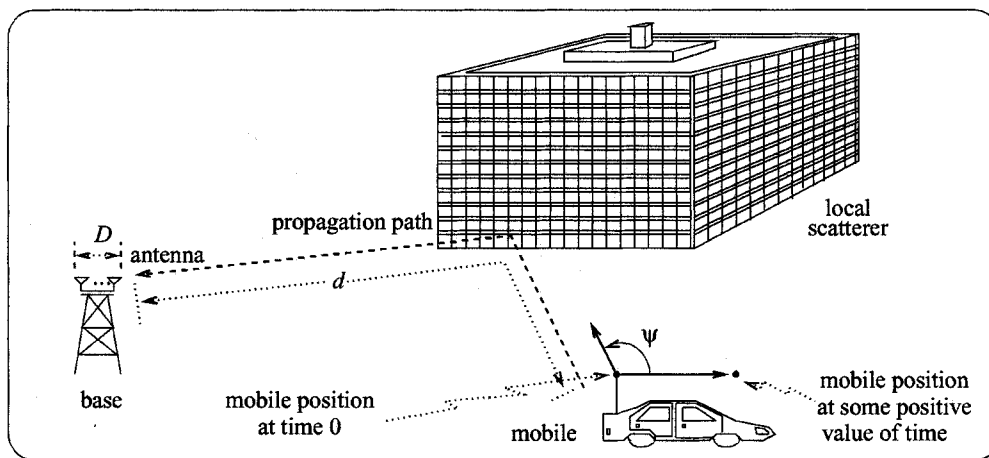 local
scatterer
propagation path
D
antenna
d
ψ
base
mobile position
at time 0
mobile
mobile position
at some positive
value of time